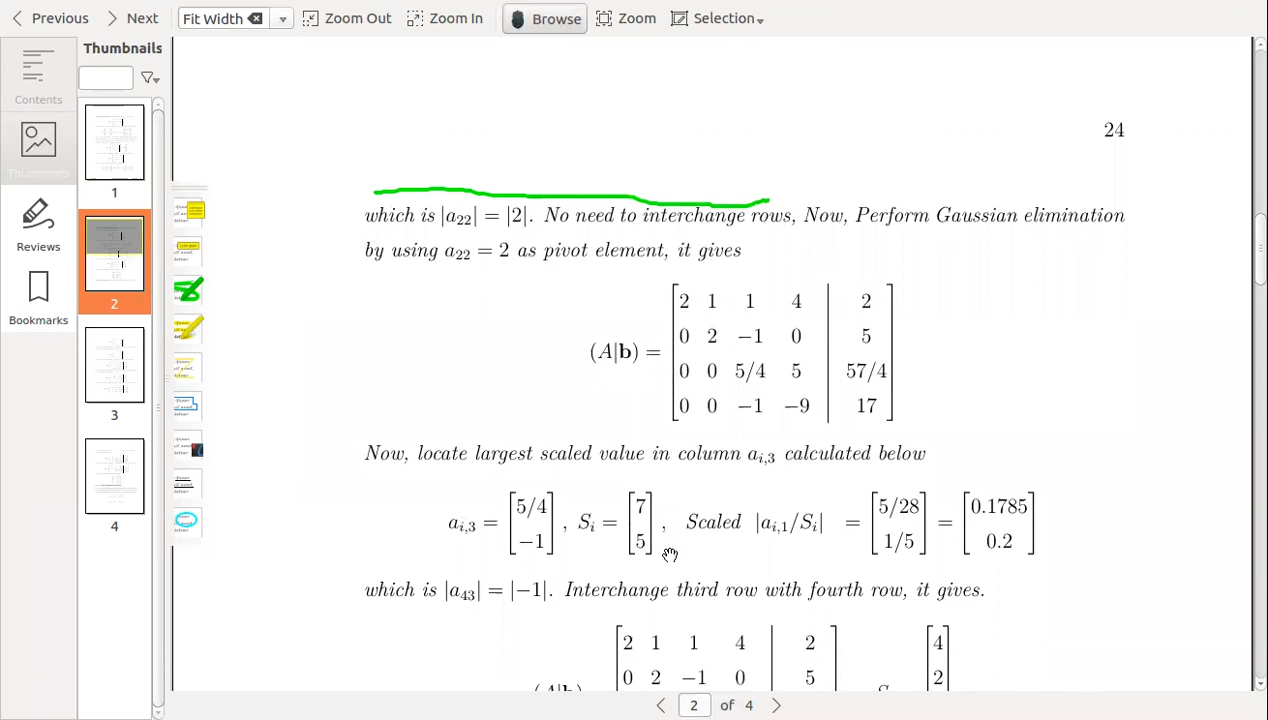 Previous Next Fit Width Zoom Out Zoom In Browse Zoom Selection
Thumbnails
Contents
Thumbnails
Reviews
Bookmarks
1
2
3
4
24
which is |a22| = |2|. No need to interchange rows, Now, Perform Gaussian elimination
by using a22 = 2 as pivot element, it gives
2 1 1 4 2
0 2 −1 0 5
(A|b) =
0 0 5/4 5 57/4
0 0 −1 −9 17
Now, locate largest scaled value in column ai,3 calculated below
5/4 7 5/28 0.1785
ai,3 = , Si = , Scaled |ai,1/Si| = =
−1 5 1/5 0.2
which is |a43| = |−1|. Interchange third row with fourth row, it gives.
2 1 1 4 2 4
0 2 −1 0 5 2
(A|b) S
2 of 4